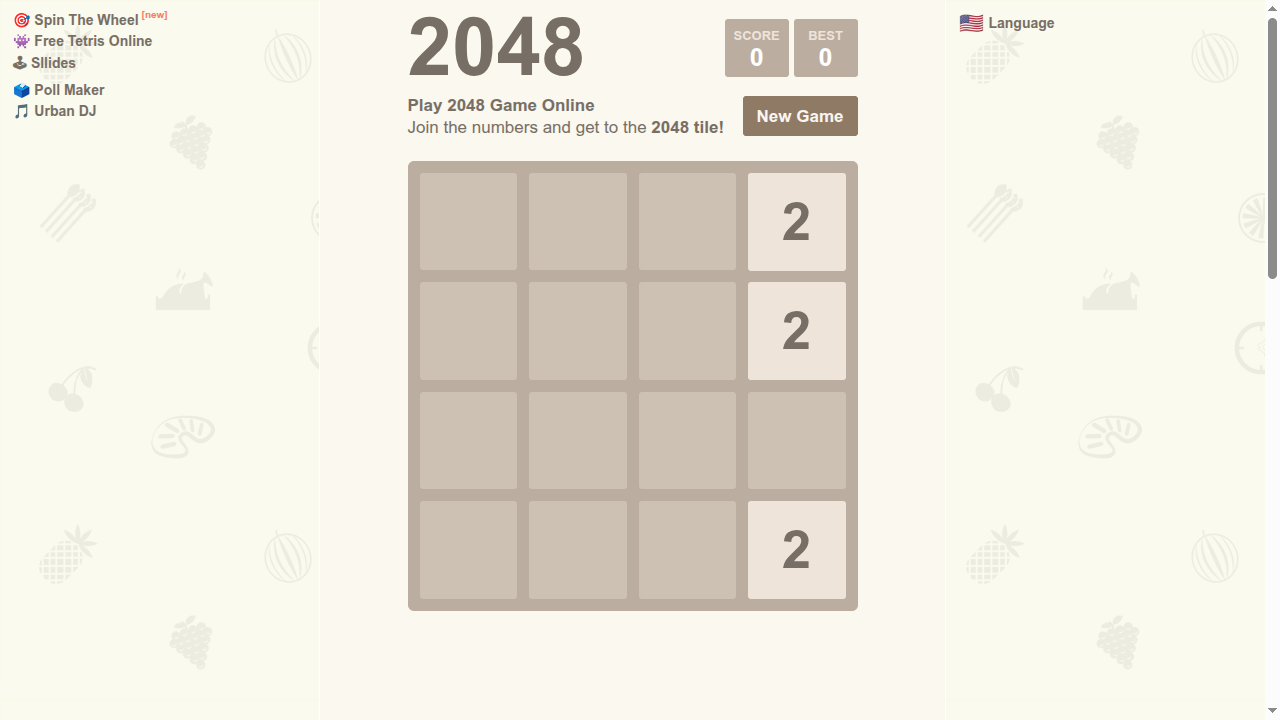 🎯 Spin The Wheel [new]
👾 Free Tetris Online
🕹️ Sllides
🗳️ Poll Maker
🎵 Urban DJ
2048
SCORE
0
BEST
0
Play 2048 Game Online
Join the numbers and get to the 2048 tile!
New Game
2
2
2
🇺🇸 Language